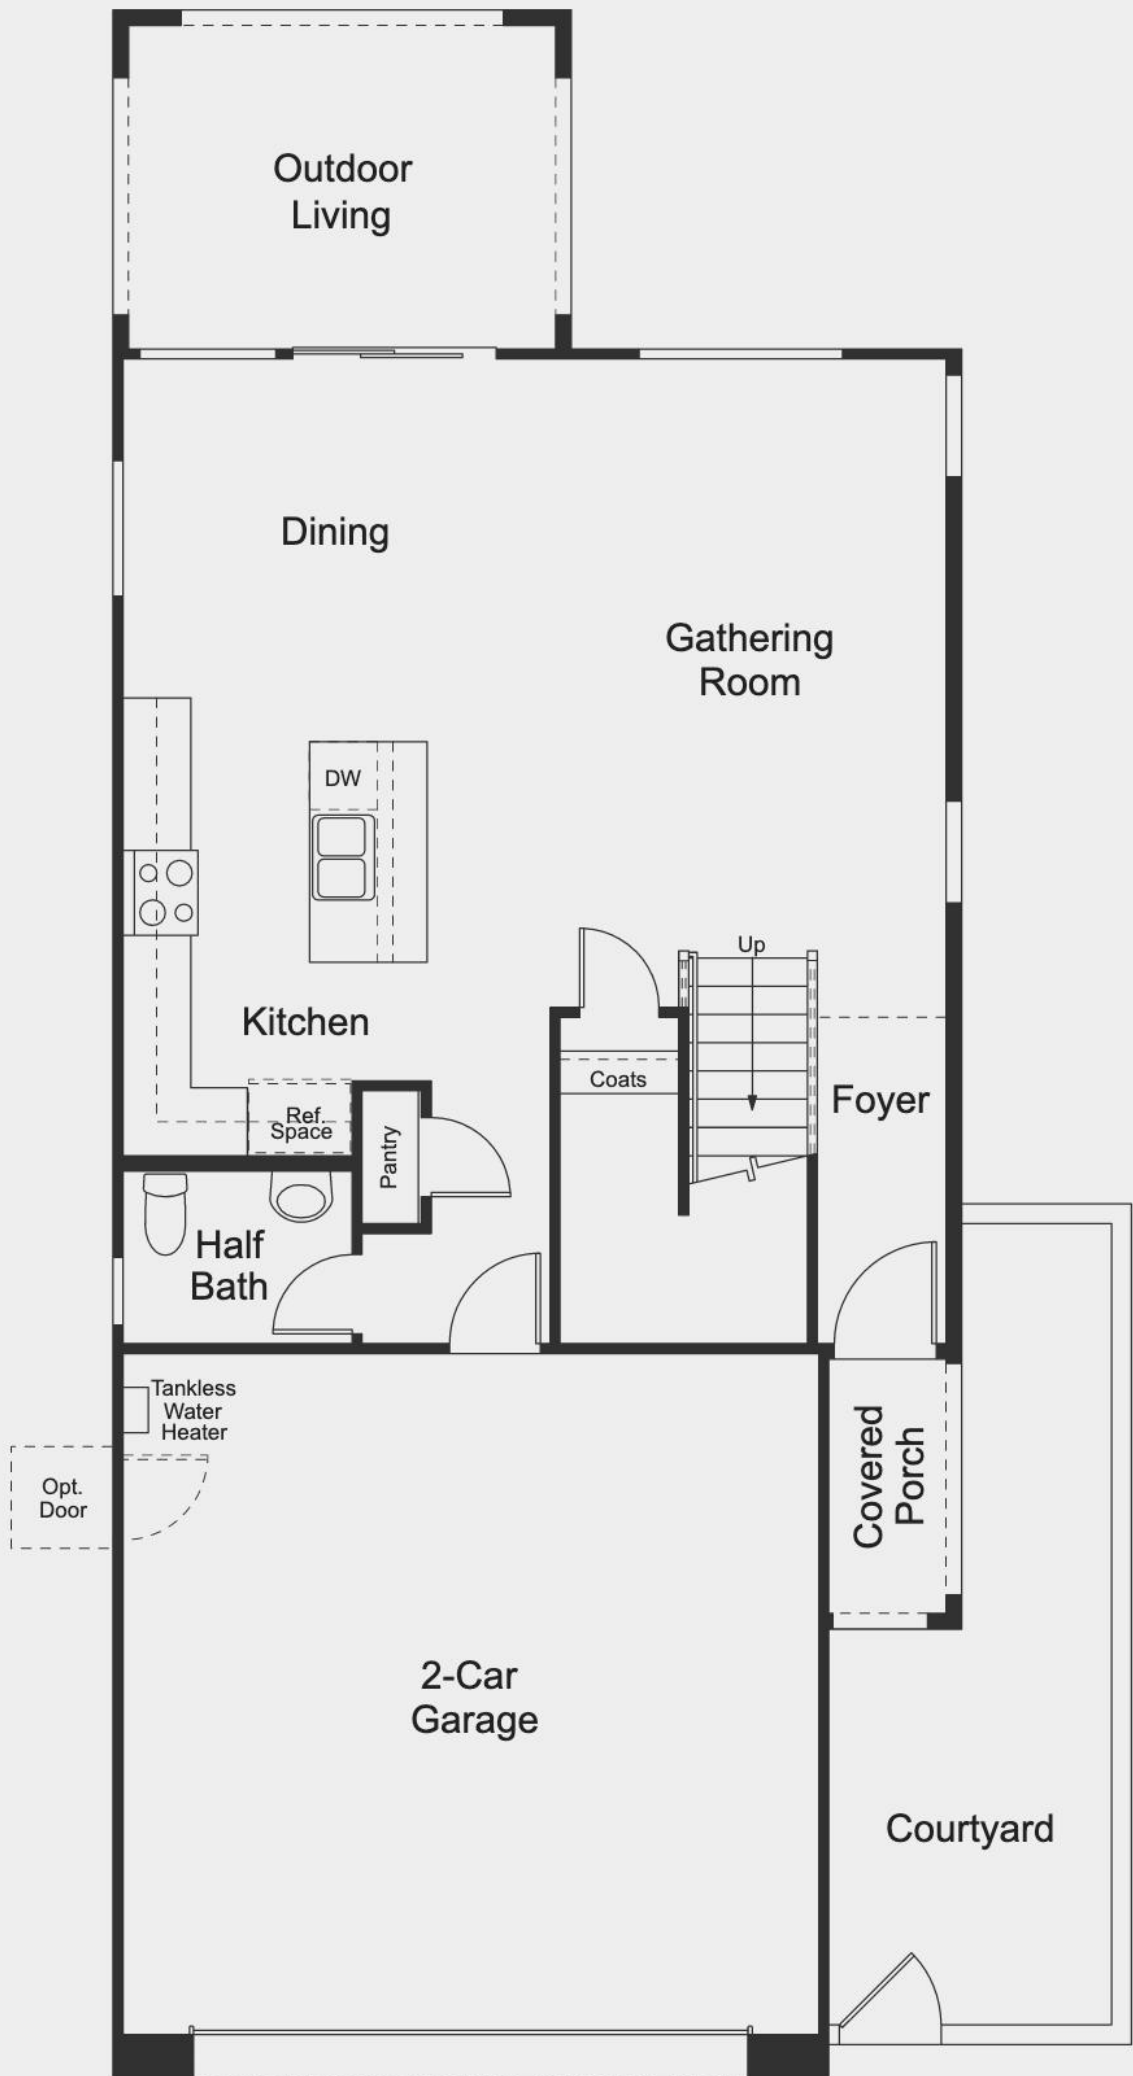 Outdoor
Living
Dining
Gathering
Room
DW
Up
Kitchen
Coats
Foyer
Ref.
Space
Pantry
Half
Bath
Tankless
Water
Heater
Opt.
Door
Covered
Porch
2-Car
Garage
Courtyard